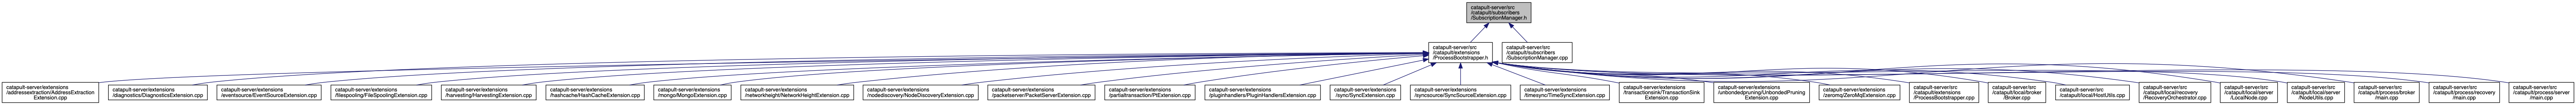 catapult-server/src
/catapult/subscribers
/SubscriptionManager.h
catapult-server/src
/catapult/extensions
/ProcessBootstrapper.h
catapult-server/src
/catapult/subscribers
/SubscriptionManager.cpp
catapult-server/extensions
/addressextraction/AddressExtraction
Extension.cpp
catapult-server/extensions
/diagnostics/DiagnosticsExtension.cpp
catapult-server/extensions
/eventsource/EventSourceExtension.cpp
catapult-server/extensions
/filespooling/FileSpoolingExtension.cpp
catapult-server/extensions
/harvesting/HarvestingExtension.cpp
catapult-server/extensions
/hashcache/HashCacheExtension.cpp
catapult-server/extensions
/mongo/MongoExtension.cpp
catapult-server/extensions
/networkheight/NetworkHeightExtension.cpp
catapult-server/extensions
/nodediscovery/NodeDiscoveryExtension.cpp
catapult-server/extensions
/packetserver/PacketServerExtension.cpp
catapult-server/extensions
/partialtransaction/PtExtension.cpp
catapult-server/extensions
/pluginhandlers/PluginHandlersExtension.cpp
catapult-server/extensions
/sync/SyncExtension.cpp
catapult-server/extensions
/syncsource/SyncSourceExtension.cpp
catapult-server/extensions
/timesync/TimeSyncExtension.cpp
catapult-server/extensions
/transactionsink/TransactionSink
Extension.cpp
catapult-server/extensions
/unbondedpruning/UnbondedPruning
Extension.cpp
catapult-server/extensions
/zeromq/ZeroMqExtension.cpp
catapult-server/src
/catapult/extensions
/ProcessBootstrapper.cpp
catapult-server/src
/catapult/local/broker
/Broker.cpp
catapult-server/src
/catapult/local/HostUtils.cpp
catapult-server/src
/catapult/local/recovery
/RecoveryOrchestrator.cpp
catapult-server/src
/catapult/local/server
/LocalNode.cpp
catapult-server/src
/catapult/local/server
/NodeUtils.cpp
catapult-server/src
/catapult/process/broker
/main.cpp
catapult-server/src
/catapult/process/recovery
/main.cpp
catapult-server/src
/catapult/process/server
/main.cpp